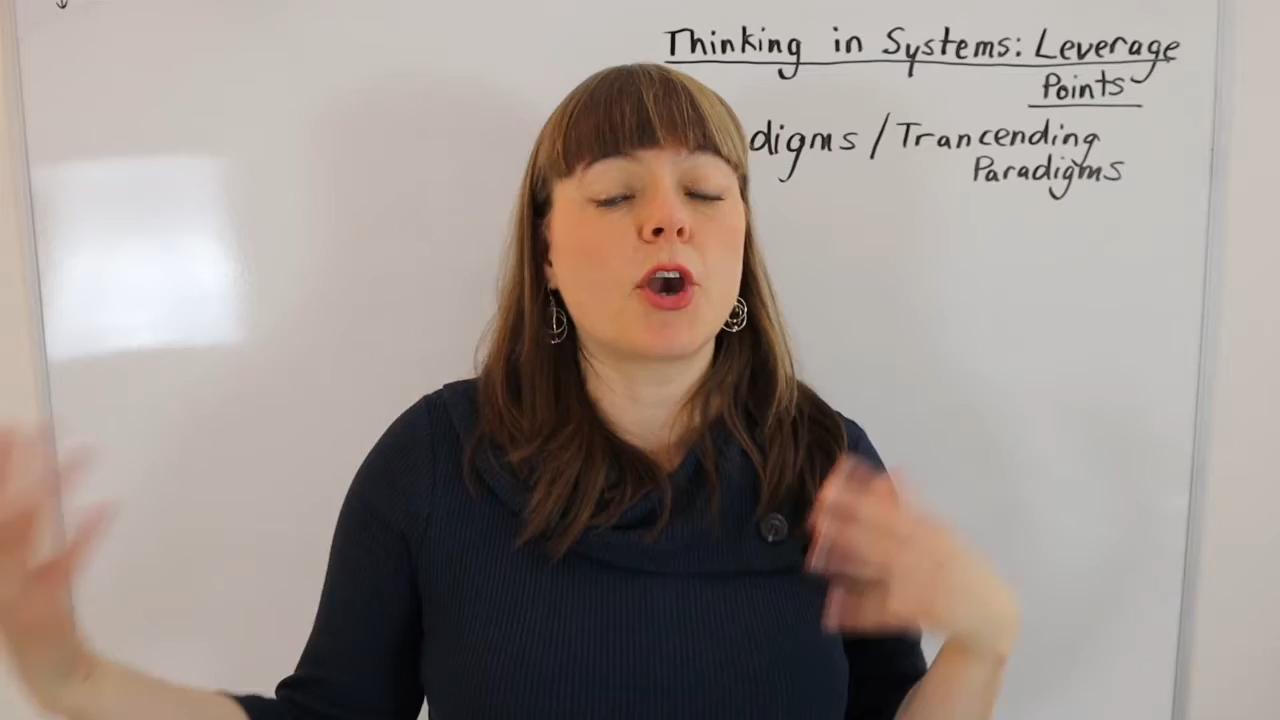 Thinking in Systems: Leverage
Points
digms / Trancending
Paradigms